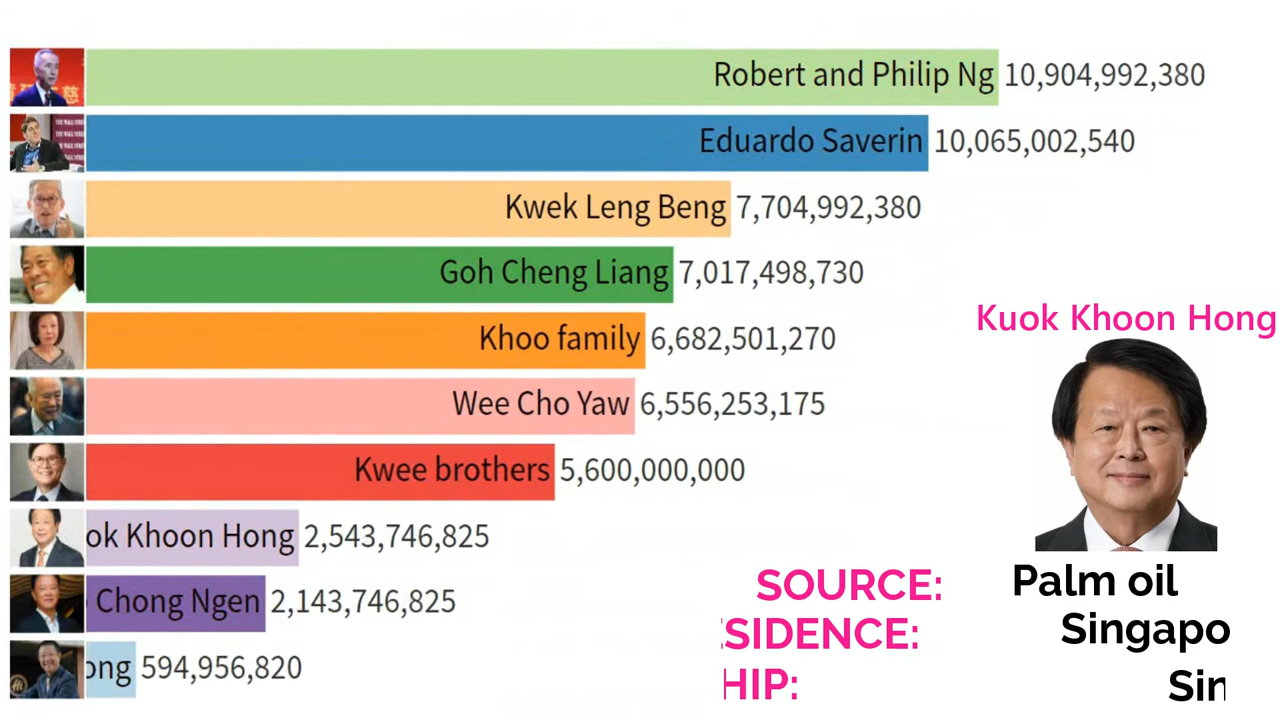 Robert and Philip Ng 10,904,992,380
Eduardo Saverin 10,065,002,540
Kwek Leng Beng 7,704,992,380
Goh Cheng Liang 7,017,498,730
Khoo family 6,682,501,270
Wee Cho Yaw 6,556,253,175
Kwee brothers 5,600,000,000
ok Khoon Hong 2,543,746,825
Chong Ngen 2,143,746,825
ong 594,956,820
Kuok Khoon Hong
SOURCE: Palm oil
ESIDENCE: Singapo
HIP: Sin